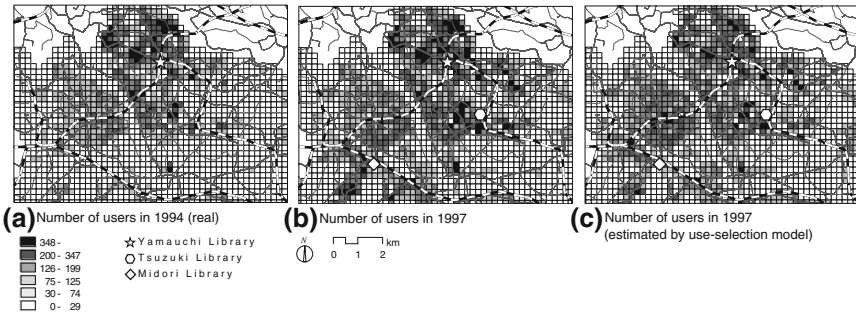 (a) Number of users in 1994 (real)
348 -
200 - 347
126 - 199
75 - 125
30 - 74
0 - 29
Yamauchi Library
Tsuzuki Library
Midori Library
(b) Number of users in 1997
N
0 1 2 km
(c) Number of users in 1997
(estimated by use-selection model)